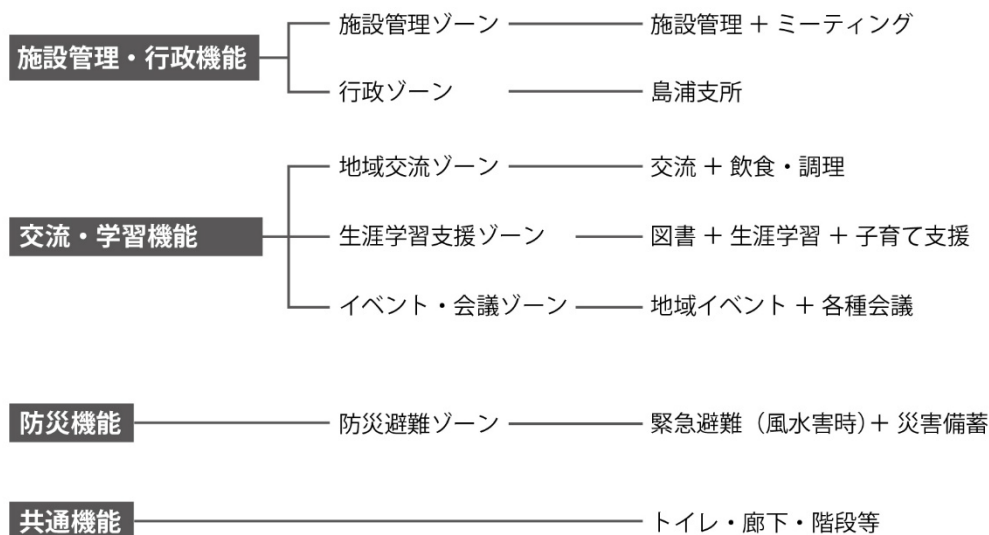 施設管理・行政機能
施設管理ゾーン
施設管理 + ミーティング
行政ゾーン
島浦支所
交流・学習機能
地域交流ゾーン
交流 + 飲食・調理
生涯学習支援ゾーン
図書 + 生涯学習 + 子育て支援
イベント・会議ゾーン
地域イベント + 各種会議
防災機能
防災避難ゾーン
緊急避難（風水害時）+ 災害備蓄
共通機能
トイレ・廊下・階段等